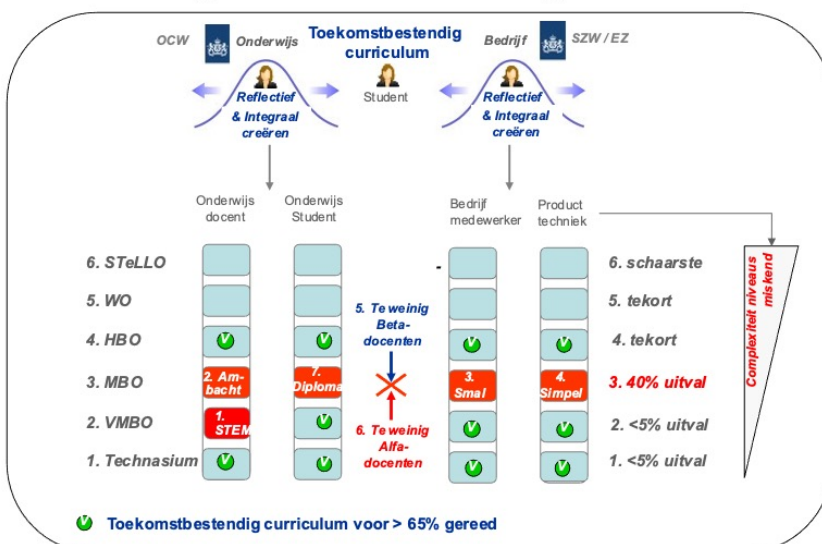 OCW
Onderwijs
Toekomstbestendig
curriculum
Bedrijf
SZW / EZ
Reflectief
& Integraal
creëren
Student
Reflectief
& Integraal
creëren
Onderwijs
docent
Onderwijs
Student
Bedrijf
medewerker
Product
techniek
6. STeLLO
5. WO
4. HBO
3. MBO
2. VMBO
1. Technasium
V
V
2. Am-
bacht
7.
Diploma
1.
STEM
V
V
V
5. Te weinig
Beta-
docenten
6. Te weinig
Alfa-
docenten
-
V
V
3.
Smal
4.
Simpel
V
V
V
V
6. schaarste
5. tekort
4. tekort
3. 40% uitval
2. <5% uitval
1. <5% uitval
Complexiteit niveaus
miskend
V
Toekomstbestendig curriculum voor > 65% gereed